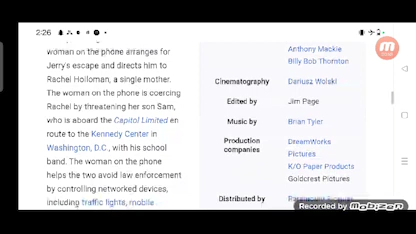 2:26
woman on the phone arranges for
Jerry's escape and directs him to
Rachel Holloman, a single mother.
The woman on the phone is coercing
Rachel by threatening her son Sam,
who is aboard the Capitol Limited en
route to the Kennedy Center in
Washington, D.C., with his school
band. The woman on the phone
helps the two avoid law enforcement
by controlling networked devices,
including traffic lights, mobile
Anthony Mackie
Billy Bob Thornton
Cinematography Dariusz Wolski
Edited by Jim Page
Music by Brian Tyler
Production DreamWorks
companies Pictures
K/O Paper Products
Goldcrest Pictures
Distributed by
Recorded by
Mobizen